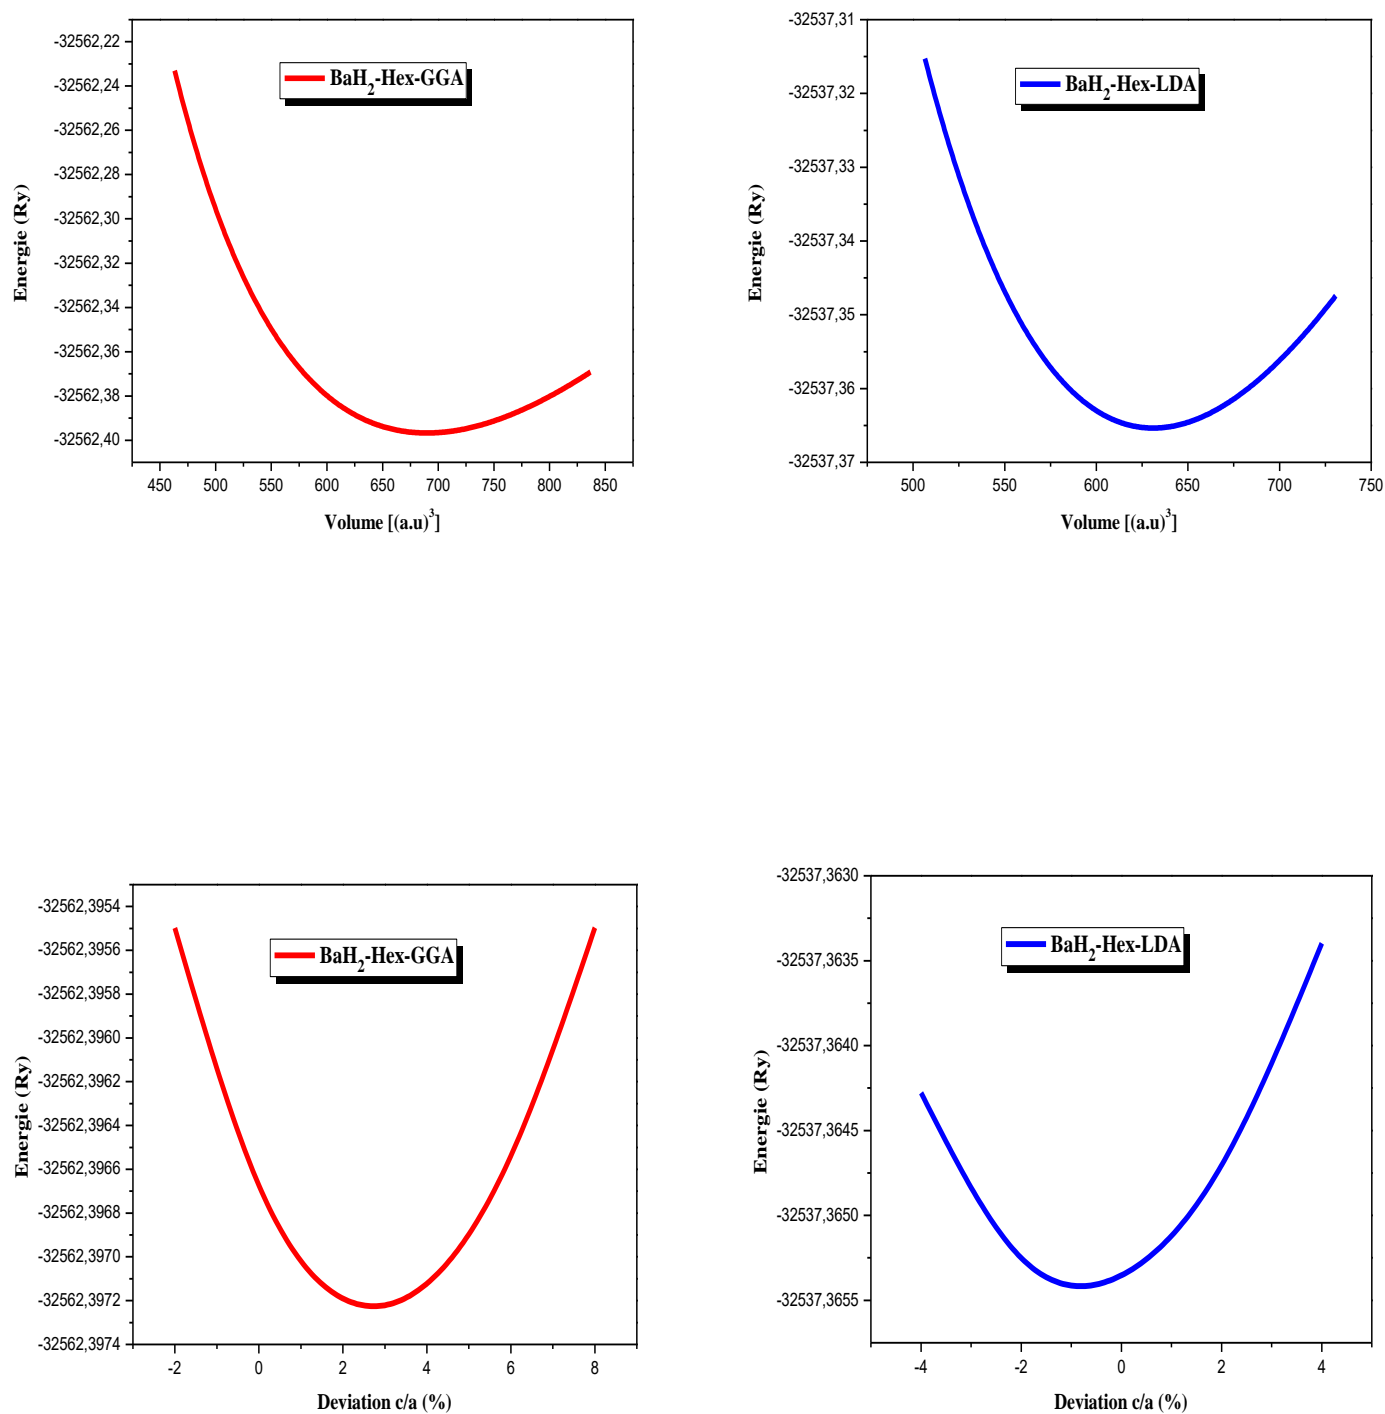 -32562,22
-32562,24
-32562,26
-32562,28
-32562,30
-32562,32
-32562,34
-32562,36
-32562,38
-32562,40
Energie (Ry)
BaH2-Hex-GGA
450 500 550 600 650 700 750 800 850
Volume [(a.u)³]
-32537,31
-32537,32
-32537,33
-32537,34
-32537,35
-32537,36
-32537,37
Energie (Ry)
BaH2-Hex-LDA
500 550 600 650 700 750
Volume [(a.u)³]
-32562,3954
-32562,3956
-32562,3958
-32562,3960
-32562,3962
-32562,3964
-32562,3966
-32562,3968
-32562,3970
-32562,3972
-32562,3974
Energie (Ry)
BaH2-Hex-GGA
-2 0 2 4 6 8
Deviation c/a (%)
-32537,3630
-32537,3635
-32537,3640
-32537,3645
-32537,3650
-32537,3655
Energie (Ry)
BaH2-Hex-LDA
-4 -2 0 2 4
Deviation c/a (%)